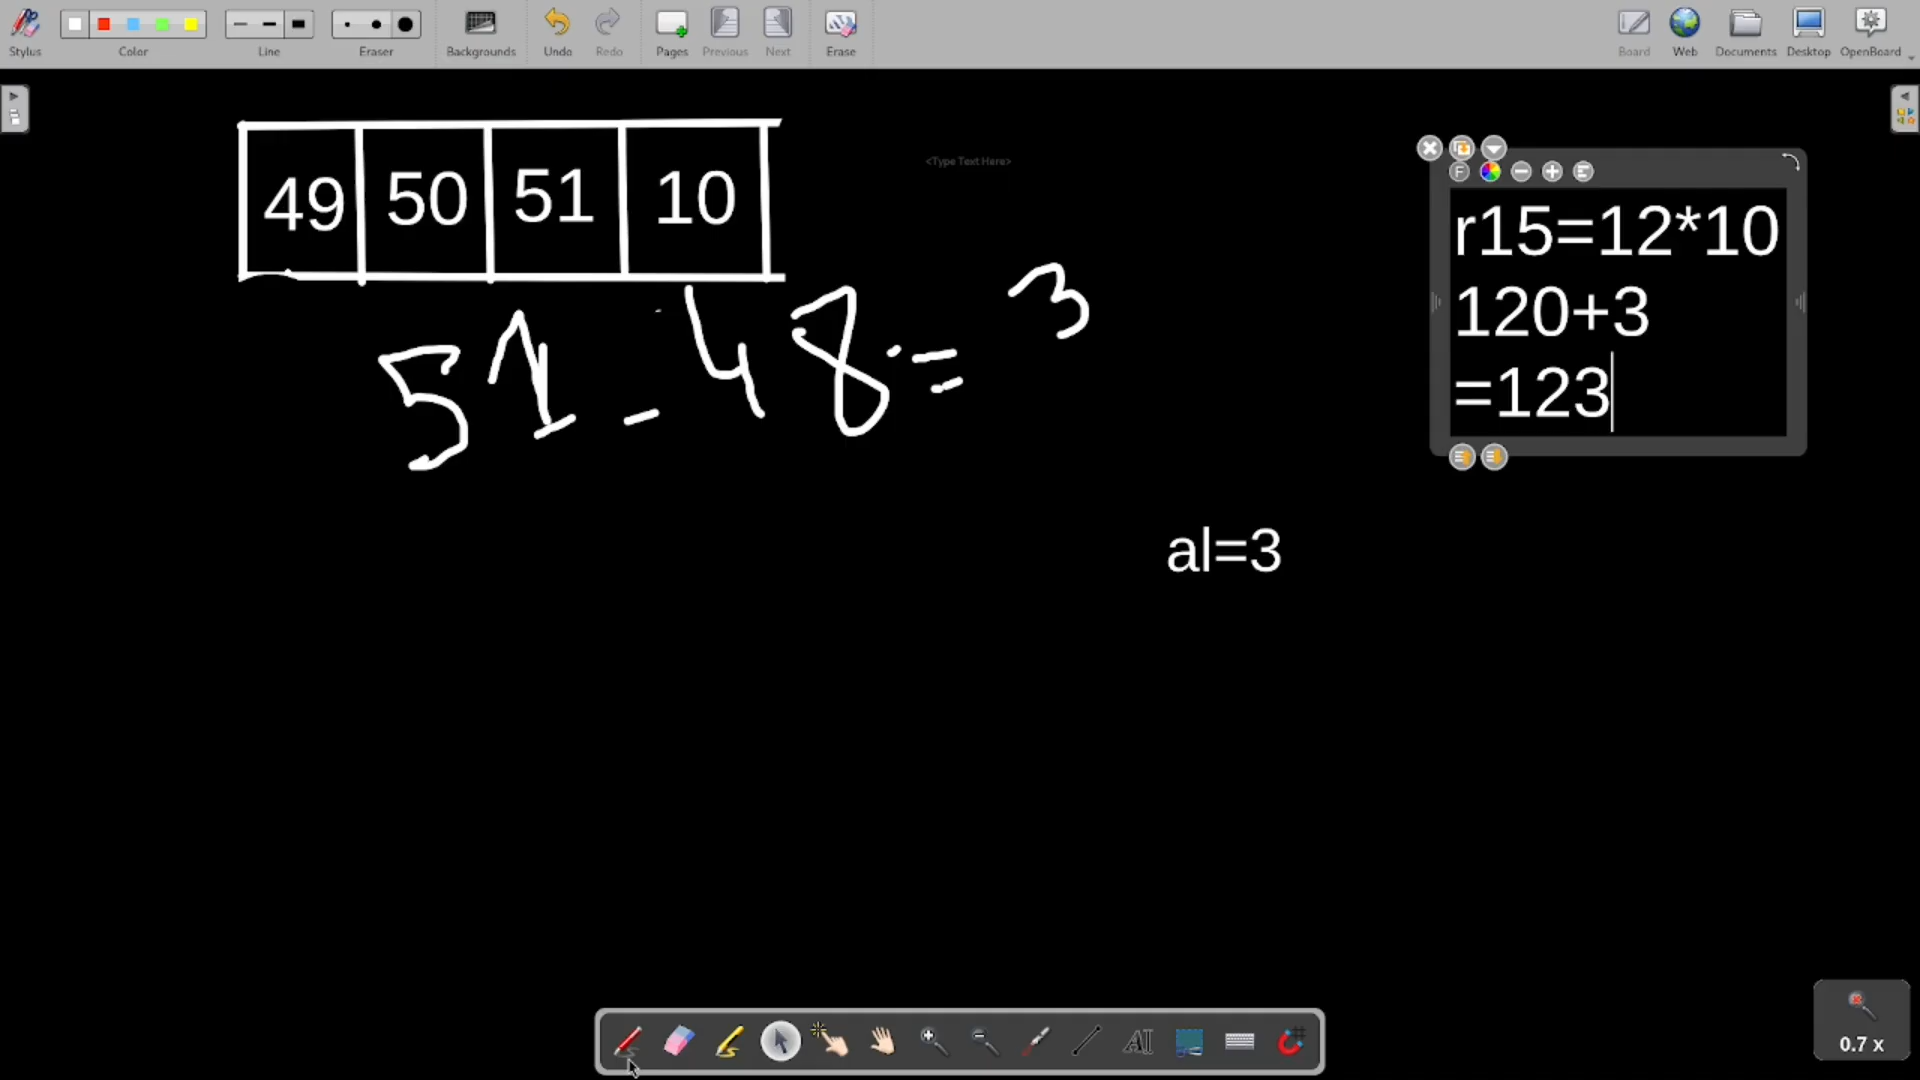 Stylus Color Line Eraser Backgrounds Undo Redo Pages Previous Next Erase Board Web Documents Desktop OpenBoard
49 50 51 10
<Type Text Here>
51 - 48 = 3
F
r15=12*10
120+3
=123
al=3
AI
0.7 x